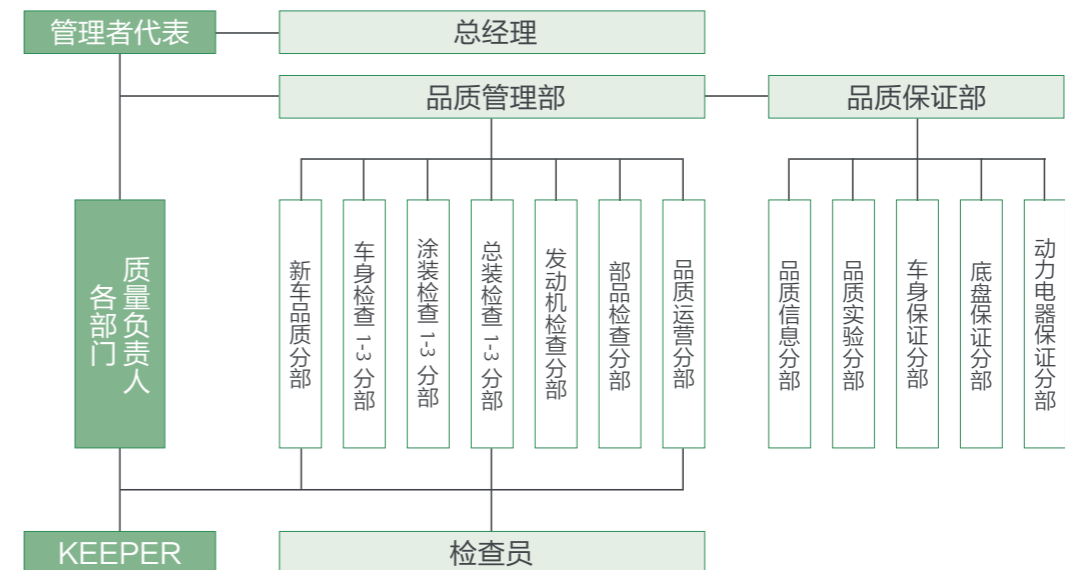 管理者代表
总经理
品质管理部
品质保证部
各部门
质量负责人
新车品质分部
车身检查 1-3 分部
涂装检查 1-3 分部
总装检查 1-3 分部
发动机检查分部
部品检查分部
品质运营分部
品质信息分部
品质实验分部
车身保证分部
底盘保证分部
动力电器保证分部
KEEPER
检查员